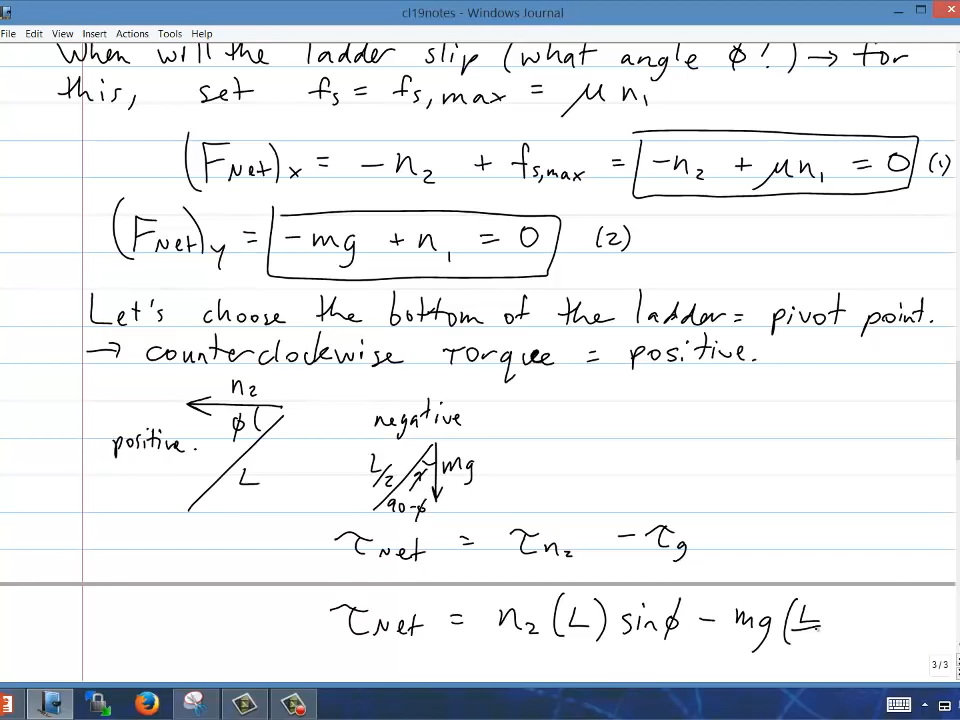 cl19notes - Windows Journal
File Edit View Insert Actions Tools Help
When will the ladder slip (what angle φ?) → for
this, set fs = fs,max = μn₁
(FNet)x = -n₂ + fs,max = -n₂ + μn₁ = 0 (1)
(FNet)y = -mg + n₁ = 0 (2)
Let's choose the bottom of the ladder = pivot point.
→ counterclockwise torque = positive.
n₂
φ
positive.
L
negative
L/2
mg
90-φ
τNet = τn₂ - τg
τNet = n₂(L) sinφ - mg(L
3/3